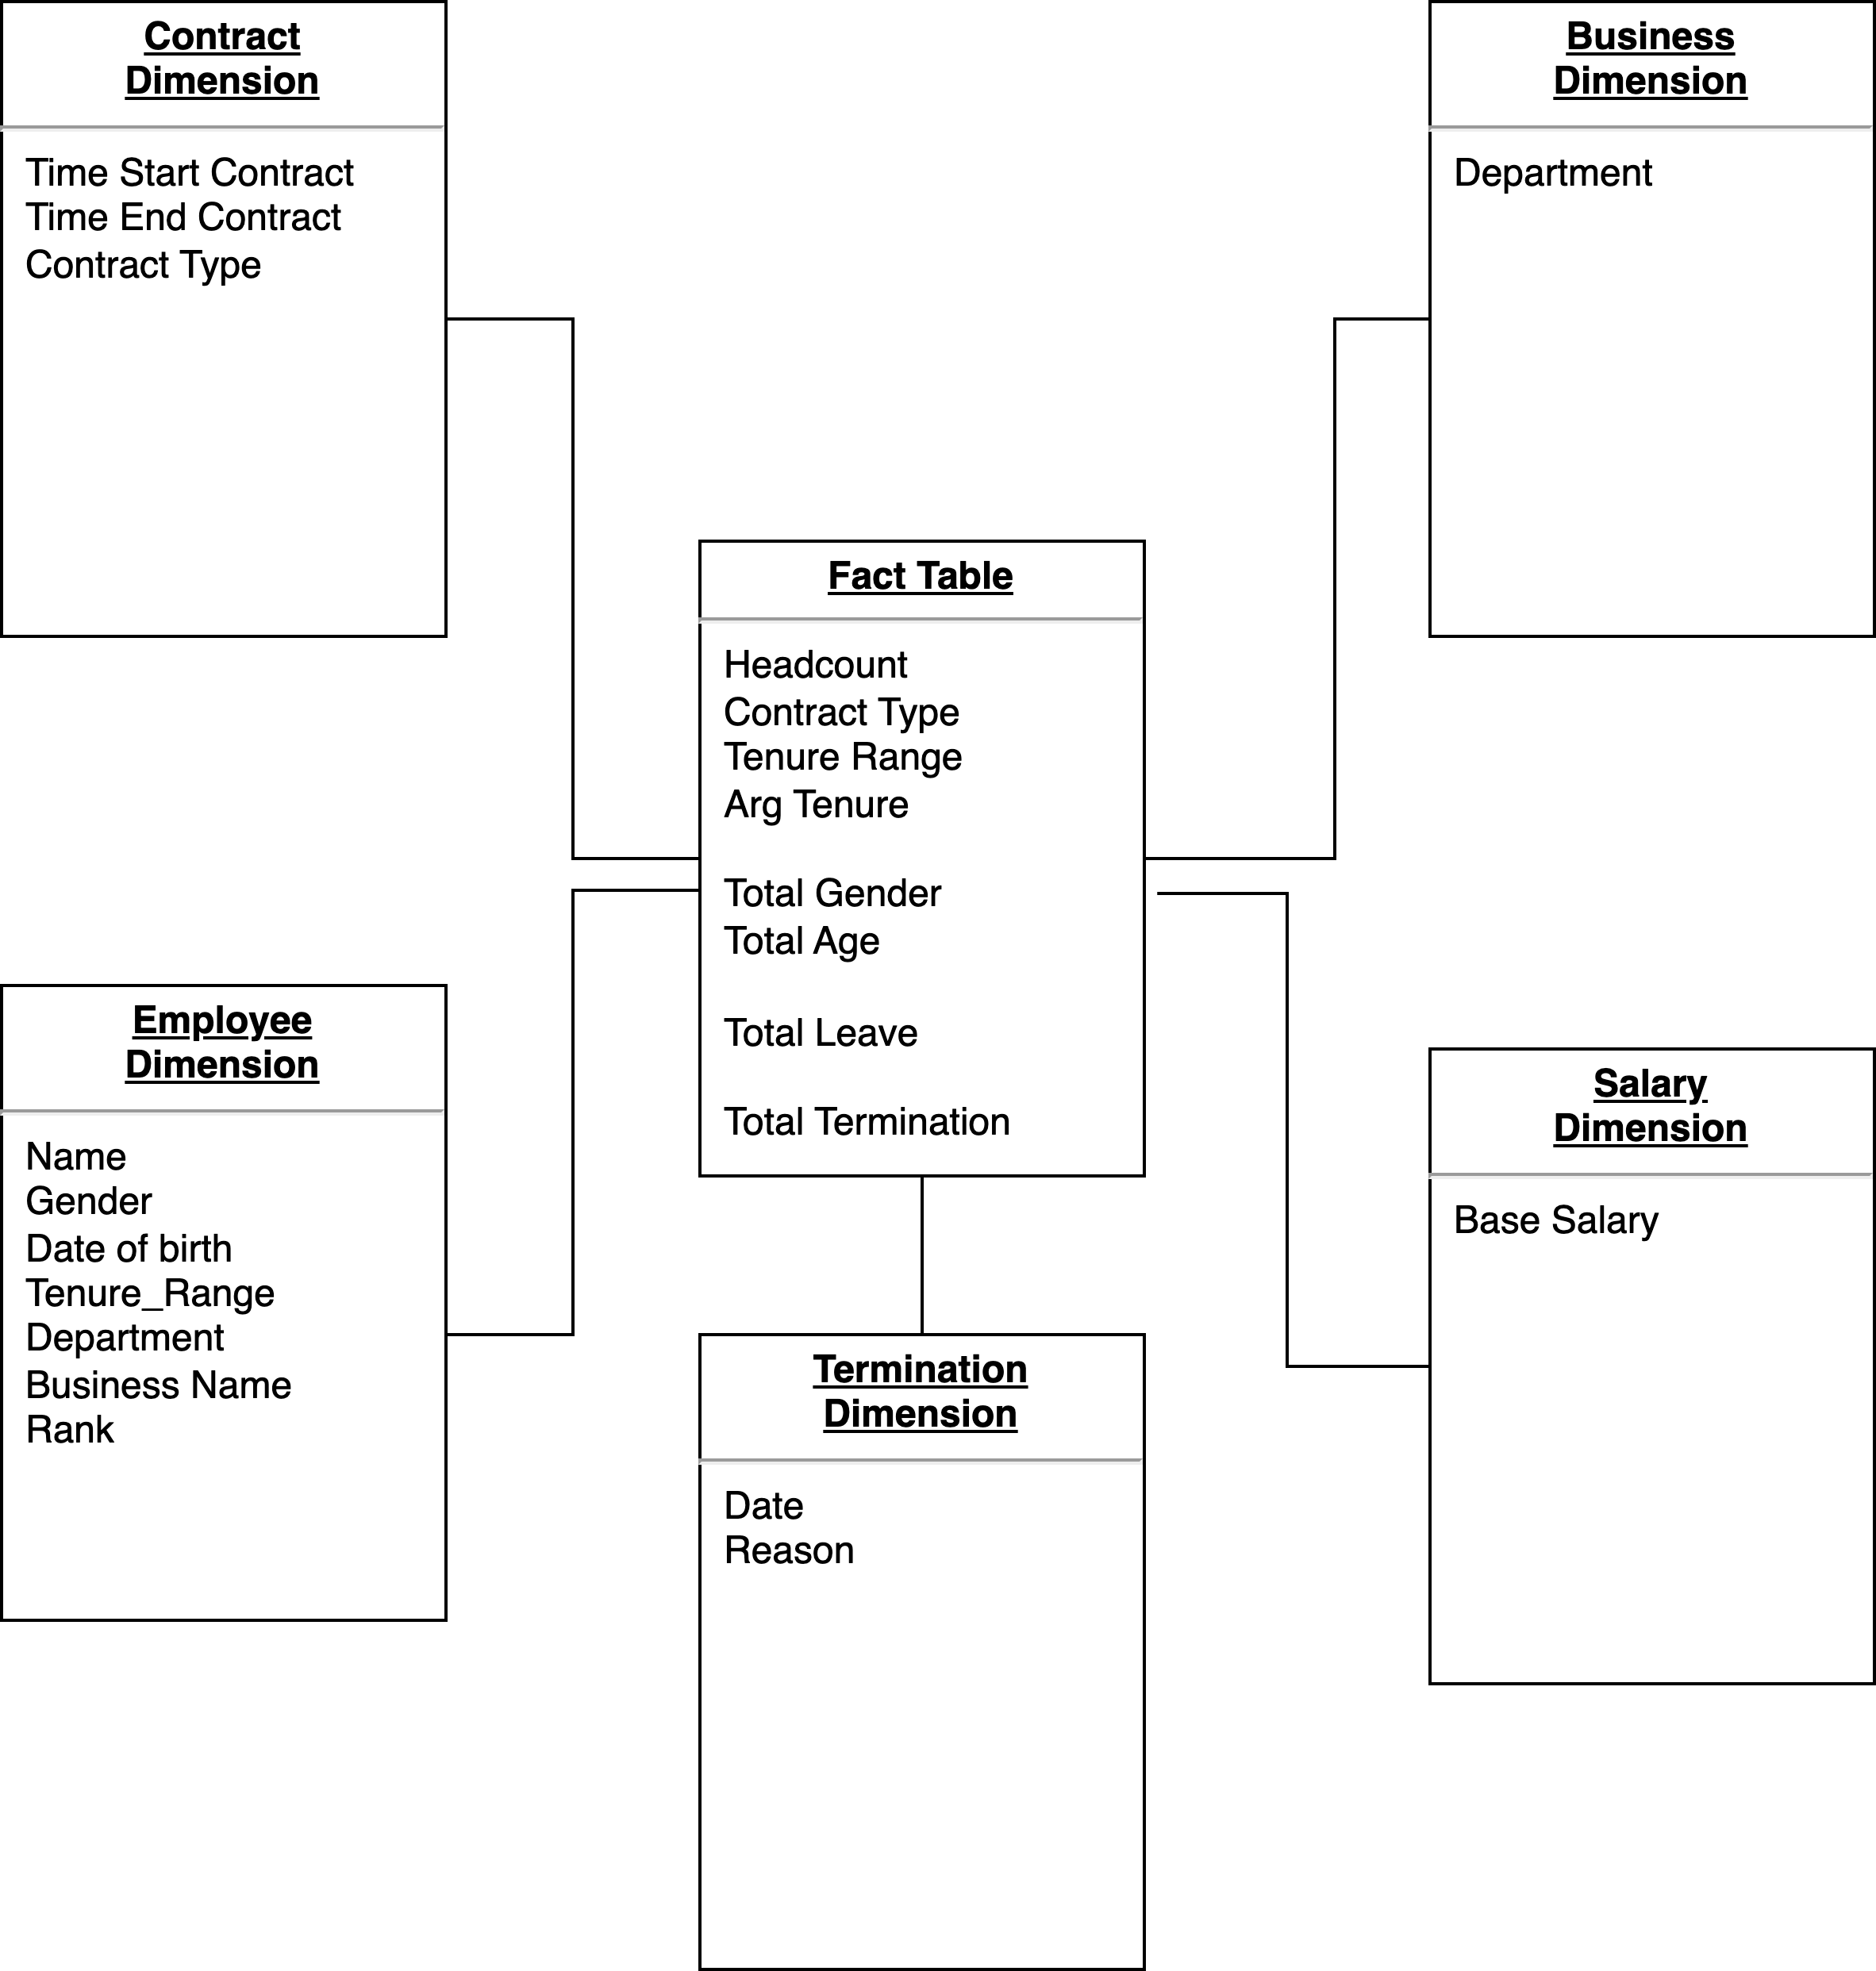 Contract
Dimension
Time Start Contract
Time End Contract
Contract Type
Business
Dimension
Department
Fact Table
Headcount
Contract Type
Tenure Range
Arg Tenure
Total Gender
Total Age
Total Leave
Total Termination
Employee
Dimension
Name
Gender
Date of birth
Tenure_Range
Department
Business Name
Rank
Salary
Dimension
Base Salary
Termination
Dimension
Date
Reason